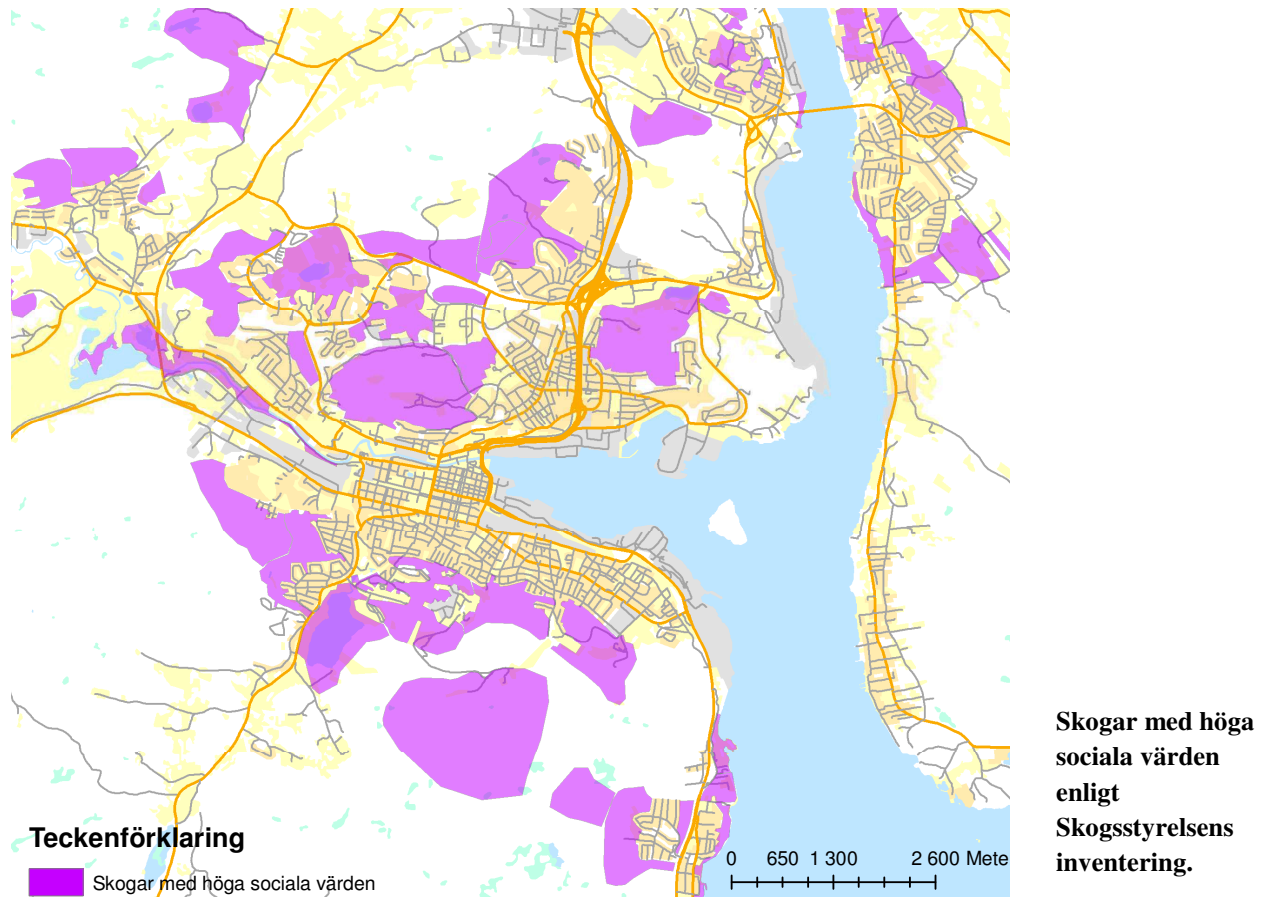 Teckenförklaring
Skogar med höga sociala värden
0 650 1 300 2 600 Mete
Skogar med höga
sociala värden
enligt
Skogsstyrelsens
inventering.